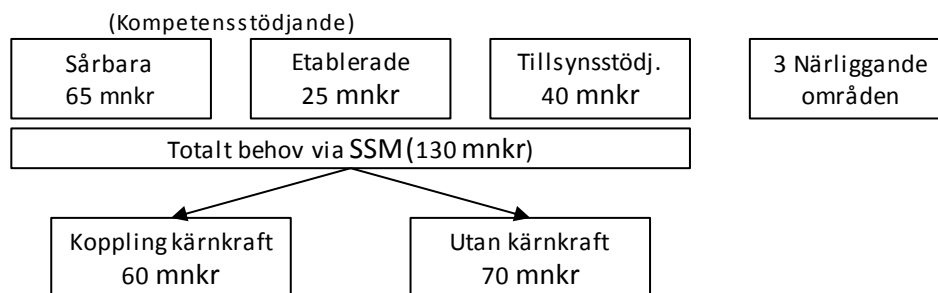 (Kompetensstödjande)
Sårbara
65 mnkr
Etablerade
25 mnkr
Tillsynsstödj.
40 mnkr
3 Närliggande
områden
Totalt behov via SSM (130 mnkr)
Koppling kärnkraft
60 mnkr
Utan kärnkraft
70 mnkr